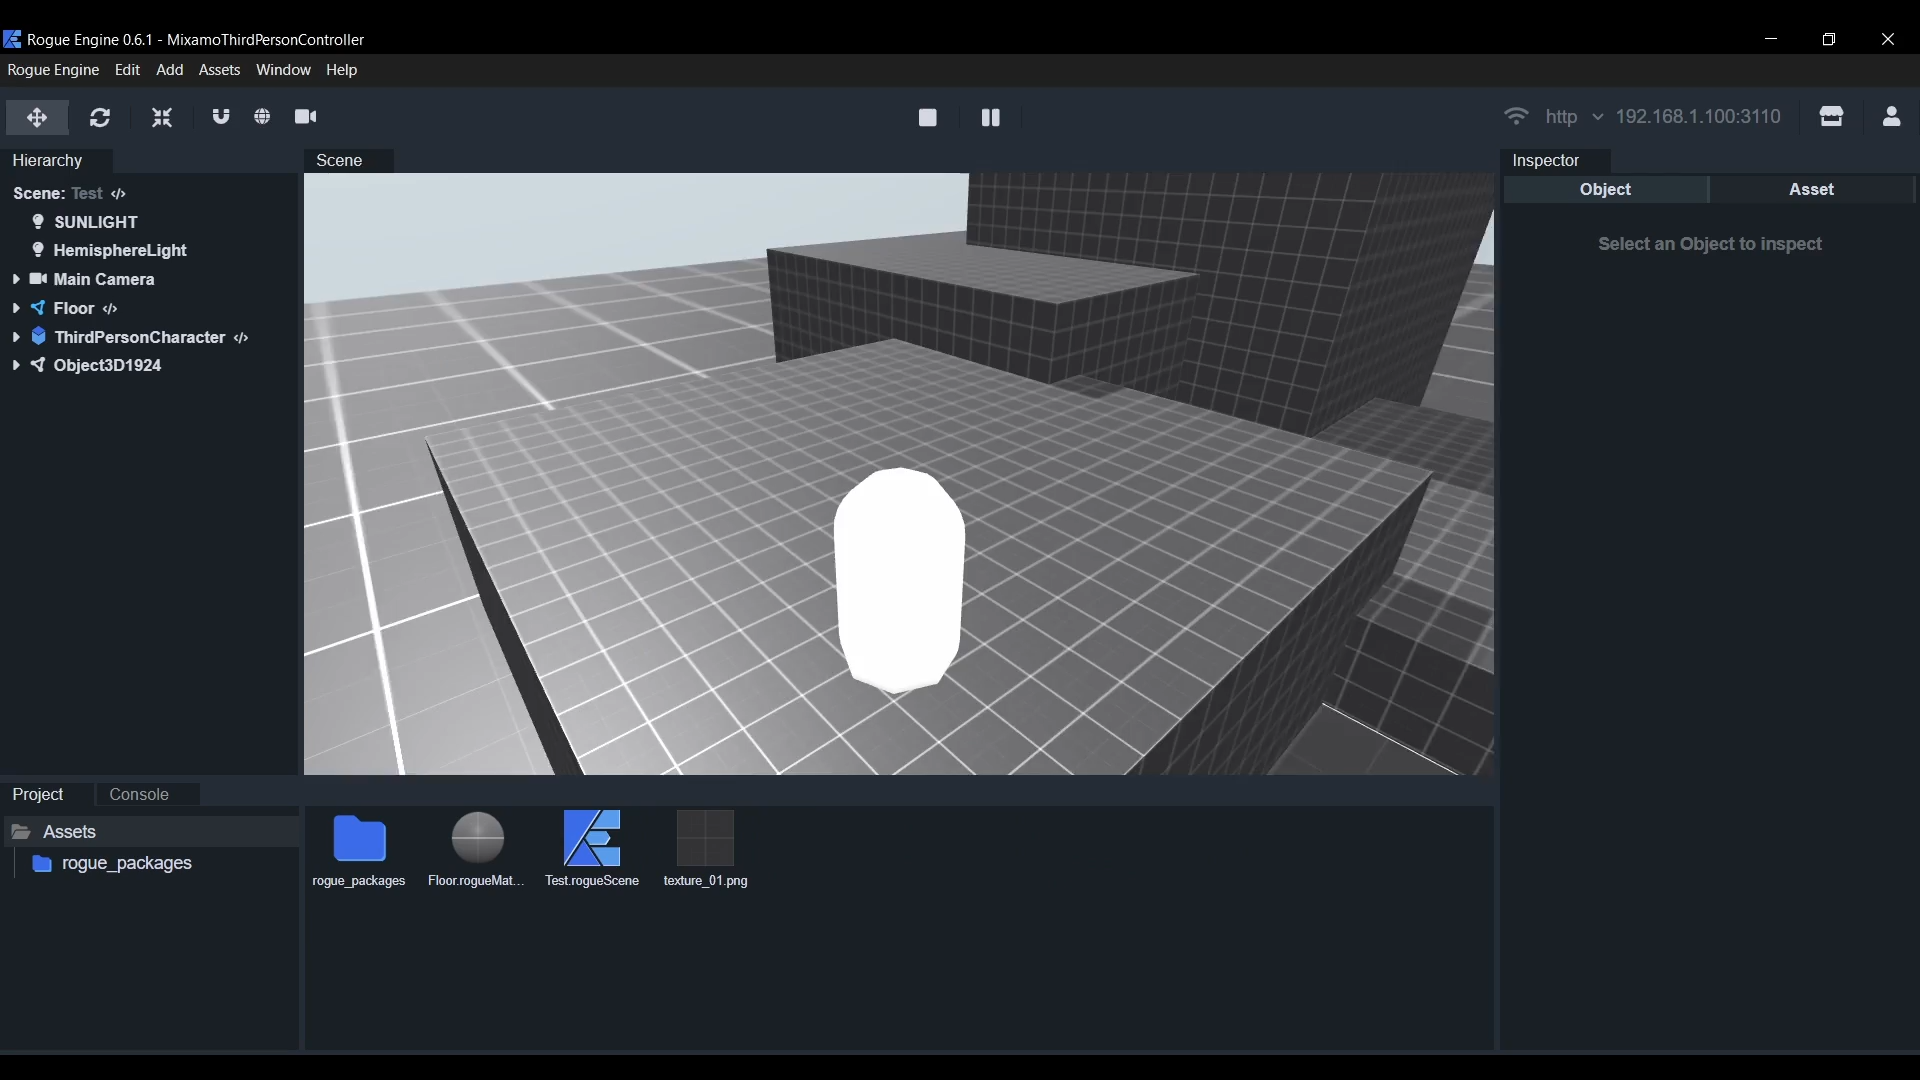 Rogue Engine 0.6.1 - MixamoThirdPersonController
Rogue Engine Edit Add Assets Window Help
http 192.168.1.100:3110
Hierarchy
Scene: Test </>
SUNLIGHT
HemisphereLight
Main Camera
Floor </>
ThirdPersonCharacter </>
Object3D1924
Scene
Inspector
Object Asset
Select an Object to inspect
Project Console
Assets
rogue_packages
rogue_packages Floor.rogueMat... Test.rogueScene texture_01.png